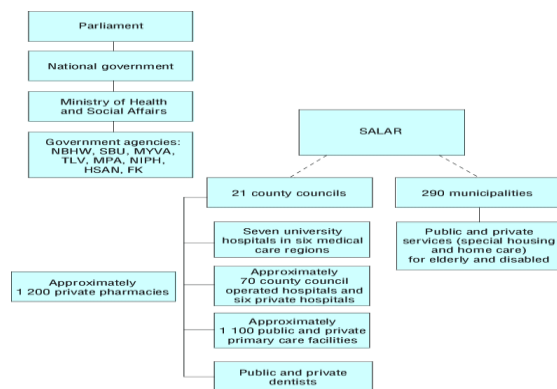 Parliament
National government
Ministry of Health
and Social Affairs
Government agencies:
NBHW, SBU, MYVA,
TLV, MPA, NIPH,
HSAN, FK
SALAR
21 county councils
290 municipalities
Seven university
hospitals in six medical
care regions
Public and private
services (special housing
and home care)
for elderly and disabled
Approximately
1 200 private pharmacies
Approximately
70 county council
operated hospitals and
six private hospitals
Approximately
1 100 public and private
primary care facilities
Public and private
dentists